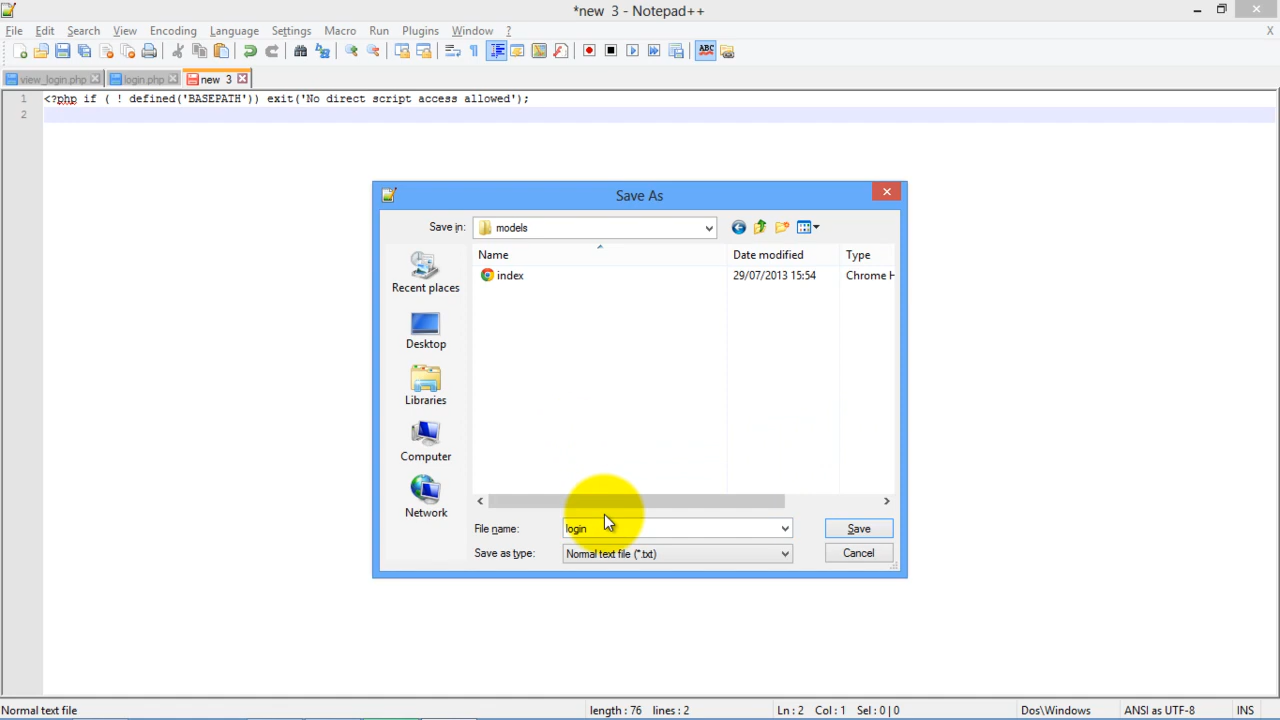 *new  3 - Notepad++
File Edit Search View Encoding Language Settings Macro Run Plugins Window ? X
view_login.php login.php new  3
1 <?php if ( ! defined('BASEPATH')) exit('No direct script access allowed');
2
Save As
Save in: models
Name Date modified Type
index 29/07/2013 15:54 Chrome H
Recent places
Desktop
Libraries
Computer
Network
File name: login Save
Save as type: Normal text file (*.txt) Cancel
Normal text file length : 76 lines : 2 Ln : 2 Col : 1 Sel : 0 | 0 Dos\Windows ANSI as UTF-8 INS